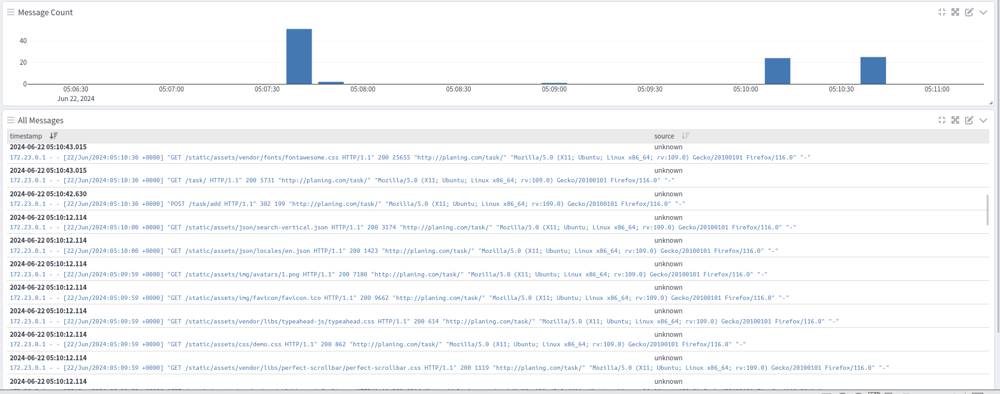 Message Count
40
20
0
05:06:30 05:07:00 05:07:30 05:08:00 05:08:30 05:09:00 05:09:30 05:10:00 05:10:30 05:11:00
Jun 22, 2024
All Messages
timestamp source
2024-06-22 05:10:43.015 unknown
172.23.0.1 - - [22/Jun/2024:05:10:30 +0000] "GET /static/assets/vendor/fonts/fontawesome.css HTTP/1.1" 200 25655 "http://planing.com/task/" "Mozilla/5.0 (X11; Ubuntu; Linux x86_64; rv:109.0) Gecko/20100101 Firefox/116.0" "-"
2024-06-22 05:10:43.015 unknown
172.23.0.1 - - [22/Jun/2024:05:10:30 +0000] "GET /task/ HTTP/1.1" 200 5731 "http://planing.com/task/" "Mozilla/5.0 (X11; Ubuntu; Linux x86_64; rv:109.0) Gecko/20100101 Firefox/116.0" "-"
2024-06-22 05:10:42.630 unknown
172.23.0.1 - - [22/Jun/2024:05:10:30 +0000] "POST /task/add HTTP/1.1" 302 199 "http://planing.com/task/" "Mozilla/5.0 (X11; Ubuntu; Linux x86_64; rv:109.0) Gecko/20100101 Firefox/116.0" "-"
2024-06-22 05:10:12.114 unknown
172.23.0.1 - - [22/Jun/2024:05:10:00 +0000] "GET /static/assets/json/search-vertical.json HTTP/1.1" 200 3174 "http://planing.com/task/" "Mozilla/5.0 (X11; Ubuntu; Linux x86_64; rv:109.0) Gecko/20100101 Firefox/116.0" "-"
2024-06-22 05:10:12.114 unknown
172.23.0.1 - - [22/Jun/2024:05:10:00 +0000] "GET /static/assets/json/locales/en.json HTTP/1.1" 200 1423 "http://planing.com/task/" "Mozilla/5.0 (X11; Ubuntu; Linux x86_64; rv:109.0) Gecko/20100101 Firefox/116.0" "-"
2024-06-22 05:10:12.114 unknown
172.23.0.1 - - [22/Jun/2024:05:09:59 +0000] "GET /static/assets/img/avatars/1.png HTTP/1.1" 200 7180 "http://planing.com/task/" "Mozilla/5.0 (X11; Ubuntu; Linux x86_64; rv:109.0) Gecko/20100101 Firefox/116.0" "-"
2024-06-22 05:10:12.114 unknown
172.23.0.1 - - [22/Jun/2024:05:09:59 +0000] "GET /static/assets/img/favicon/favicon.ico HTTP/1.1" 200 9662 "http://planing.com/task/" "Mozilla/5.0 (X11; Ubuntu; Linux x86_64; rv:109.0) Gecko/20100101 Firefox/116.0" "-"
2024-06-22 05:10:12.114 unknown
172.23.0.1 - - [22/Jun/2024:05:09:59 +0000] "GET /static/assets/vendor/libs/typeahead-js/typeahead.css HTTP/1.1" 200 614 "http://planing.com/task/" "Mozilla/5.0 (X11; Ubuntu; Linux x86_64; rv:109.0) Gecko/20100101 Firefox/116.0" "-"
2024-06-22 05:10:12.114 unknown
172.23.0.1 - - [22/Jun/2024:05:09:59 +0000] "GET /static/assets/css/demo.css HTTP/1.1" 200 862 "http://planing.com/task/" "Mozilla/5.0 (X11; Ubuntu; Linux x86_64; rv:109.0) Gecko/20100101 Firefox/116.0" "-"
2024-06-22 05:10:12.114 unknown
172.23.0.1 - - [22/Jun/2024:05:09:59 +0000] "GET /static/assets/vendor/libs/perfect-scrollbar/perfect-scrollbar.css HTTP/1.1" 200 1119 "http://planing.com/task/" "Mozilla/5.0 (X11; Ubuntu; Linux x86_64; rv:109.0) Gecko/20100101 Firefox/116.0" "-"
2024-06-22 05:10:12.114 unknown